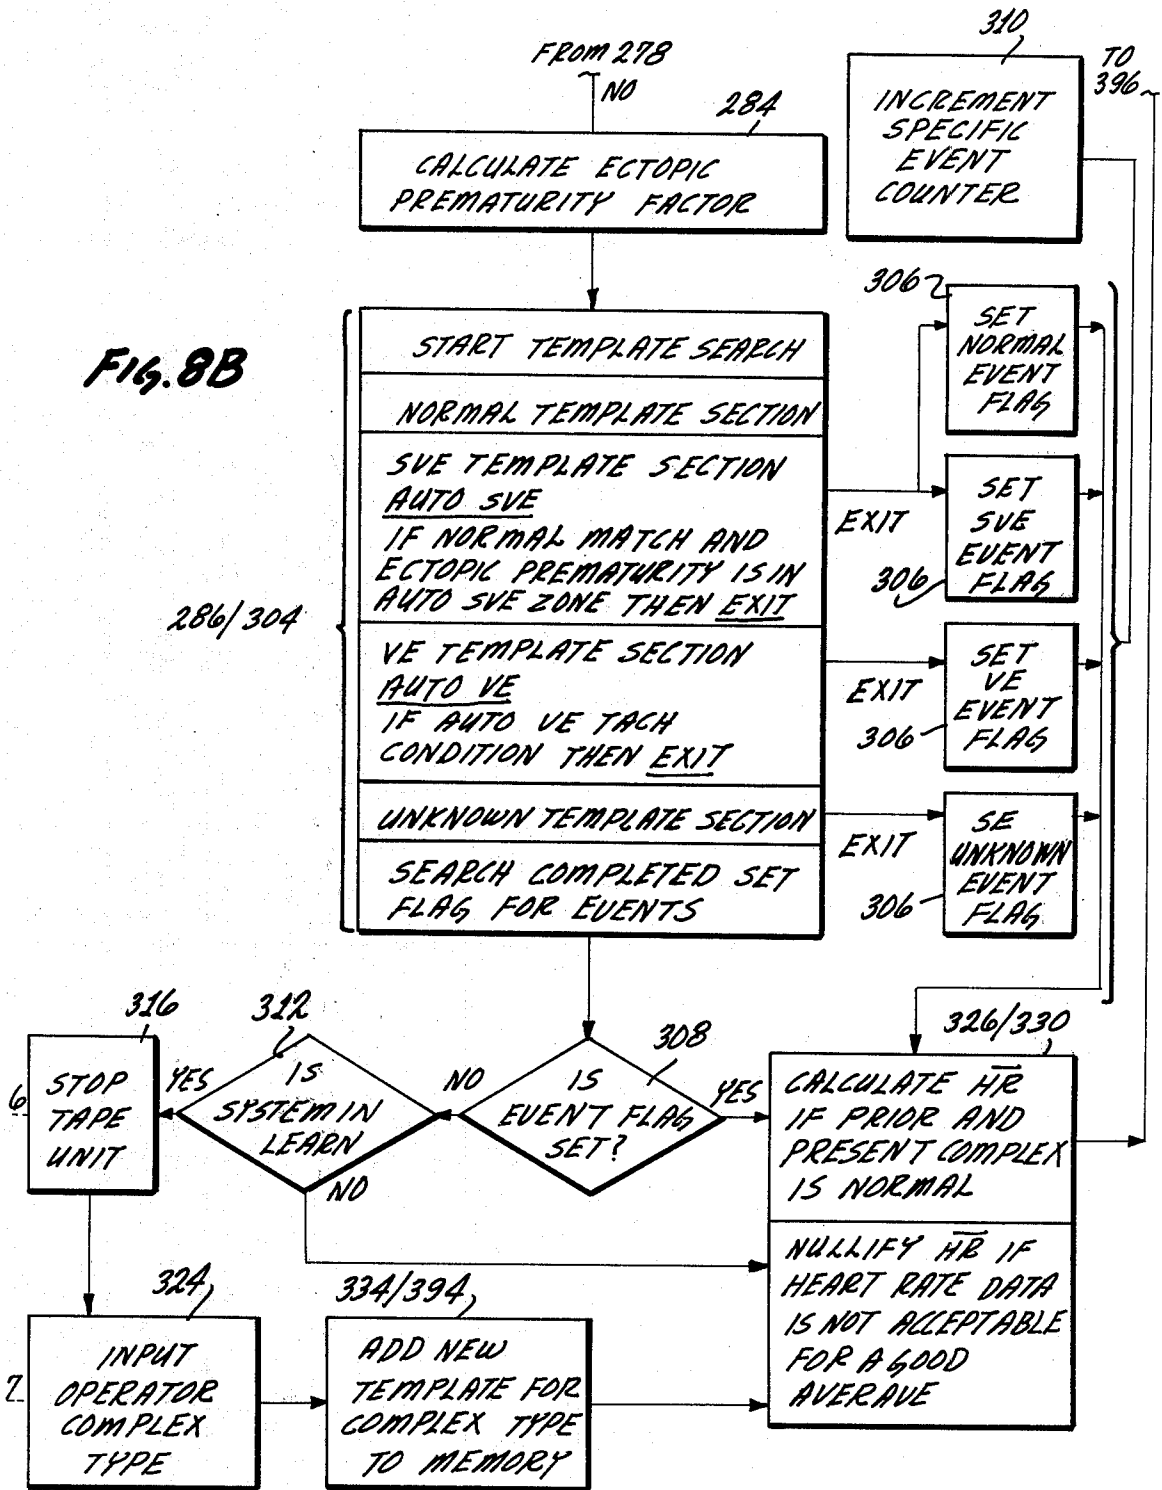 310
FROM 278
NO
TO
396
284
INCREMENT
SPECIFIC
EVENT
COUNTER
CALCULATE ECTOPIC
PREMATURITY FACTOR
FIG. 8B
306
SET
NORMAL
EVENT
FLAG
START TEMPLATE SEARCH
NORMAL TEMPLATE SECTION
SVE TEMPLATE SECTION
AUTO SVE
IF NORMAL MATCH AND
ECTOPIC PREMATURITY IS IN
AUTO SVE ZONE THEN EXIT
EXIT
SET
SVE
EVENT
FLAG
306
286/304
VE TEMPLATE SECTION
AUTO VE
IF AUTO VE TACH
CONDITION THEN EXIT
EXIT
SET
VE
EVENT
FLAG
306
UNKNOWN TEMPLATE SECTION
EXIT
SE
UNKNOWN
EVENT
FLAG
306
SEARCH COMPLETED SET
FLAG FOR EVENTS
316
312
308
326/330
6
STOP
TAPE
UNIT
YES
IS
SYSTEM IN
LEARN
NO
NO
IS
EVENT FLAG
SET?
YES
CALCULATE H̅R̅
IF PRIOR AND
PRESENT COMPLEX
IS NORMAL
NULLIFY H̅R̅ IF
HEART RATE DATA
IS NOT ACCEPTABLE
FOR A GOOD
AVERAVE
324
334/394
7
INPUT
OPERATOR
COMPLEX
TYPE
ADD NEW
TEMPLATE FOR
COMPLEX TYPE
TO MEMORY